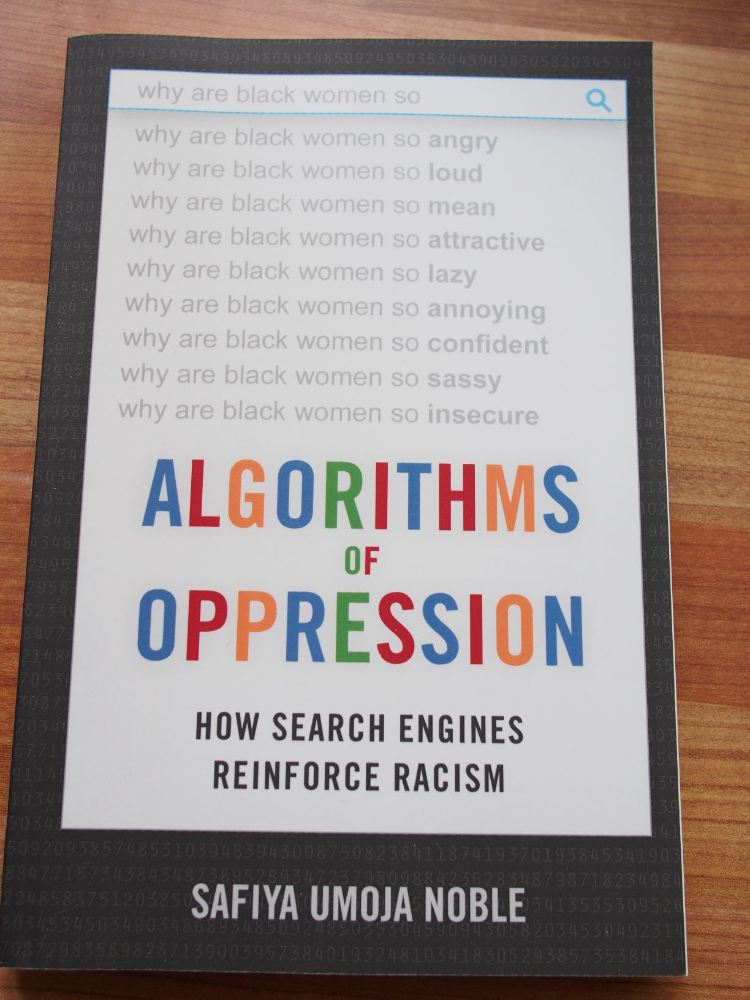 why are black women so
why are black women so angry
why are black women so loud
why are black women so mean
why are black women so attractive
why are black women so lazy
why are black women so annoying
why are black women so confident
why are black women so sassy
why are black women so insecure
ALGORITHMS
OF
OPPRESSION
HOW SEARCH ENGINES
REINFORCE RACISM
SAFIYA UMOJA NOBLE